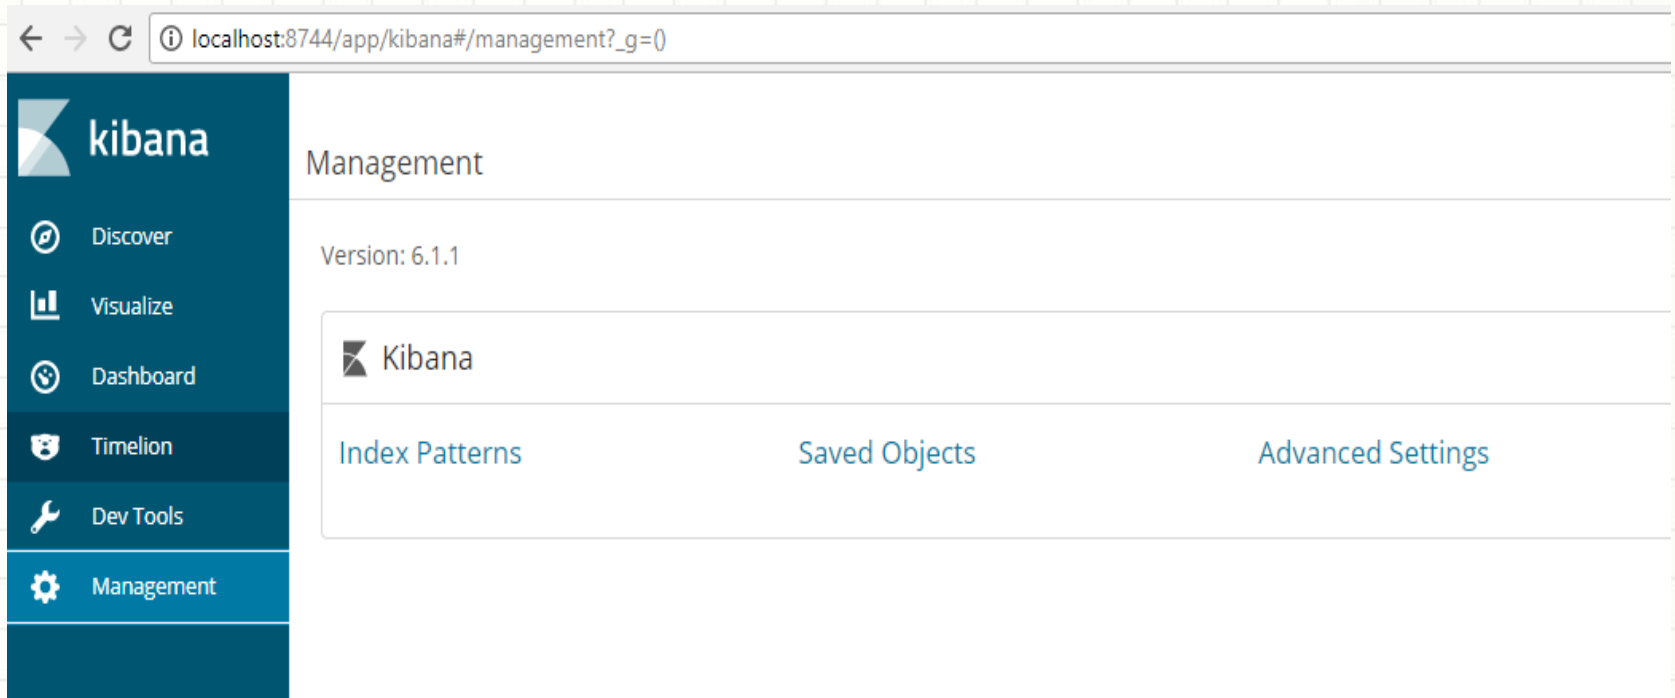 localhost:8744/app/kibana#/management?_g=()
kibana
Discover
Visualize
Dashboard
Timelion
Dev Tools
Management
Management
Version: 6.1.1
Kibana
Index Patterns Saved Objects Advanced Settings